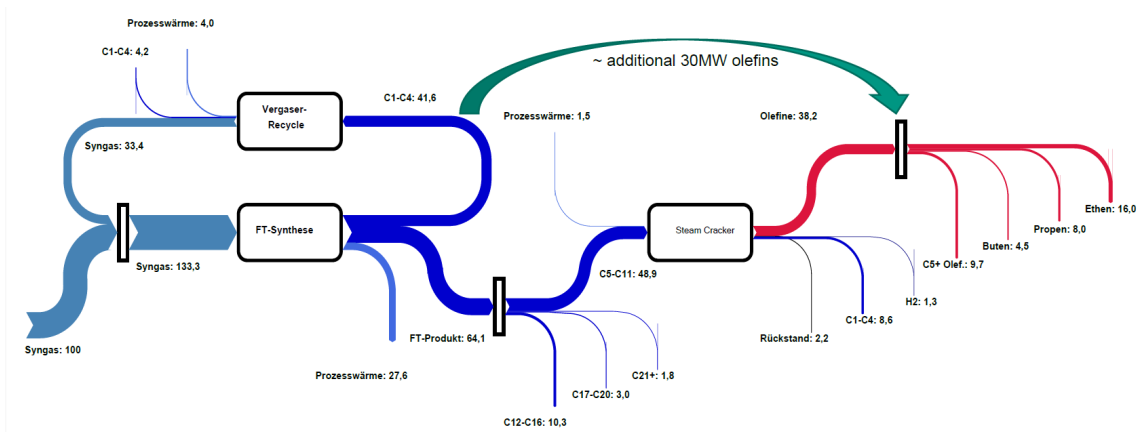 Prozesswärme: 4,0
C1-C4: 4,2
C1-C4: 41,6
~ additional 30MW olefins
Vergaser-
Recycle
Prozesswärme: 1,5
Olefine: 38,2
Syngas: 33,4
FT-Synthese
Steam Cracker
Ethen: 16,0
Propen: 8,0
Buten: 4,5
C5+ Olef.: 9,7
Syngas: 133,3
C5-C11: 48,9
H2: 1,3
C1-C4: 8,6
Rückstand: 2,2
FT-Produkt: 64,1
Syngas: 100
Prozesswärme: 27,6
C21+: 1,8
C17-C20: 3,0
C12-C16: 10,3